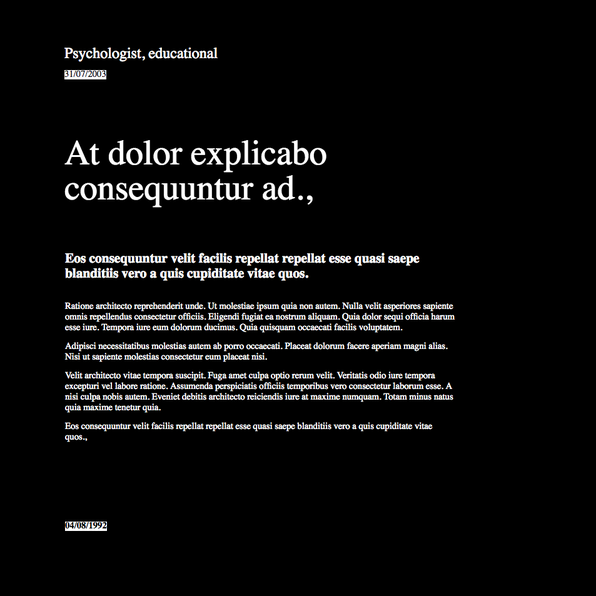 Psychologist, educational
31/07/2003
At dolor explicabo
consequuntur ad.,
Eos consequuntur velit facilis repellat repellat esse quasi saepe
blanditiis vero a quis cupiditate vitae quos.
Ratione architecto reprehenderit unde. Ut molestiae ipsum quia non autem. Nulla velit asperiores sapiente
omnis repellendus consectetur officiis. Eligendi fugiat ea nostrum aliquam. Quia dolor sequi officia harum
esse iure. Tempora iure eum dolorum ducimus. Quia quisquam occaecati facilis voluptatem.
Adipisci necessitatibus molestias autem ab porro occaecati. Placeat dolorum facere aperiam magni alias.
Nisi ut sapiente molestias consectetur eum placeat nisi.
Velit architecto vitae tempora suscipit. Fuga amet culpa optio rerum velit. Veritatis odio iure tempora
excepturi vel labore ratione. Assumenda perspiciatis officiis temporibus vero consectetur laborum esse. A
nisi culpa nobis autem. Eveniet debitis architecto reiciendis iure at maxime numquam. Totam minus natus
quia maxime tenetur quia.
Eos consequuntur velit facilis repellat repellat esse quasi saepe blanditiis vero a quis cupiditate vitae
quos.,
04/08/1992